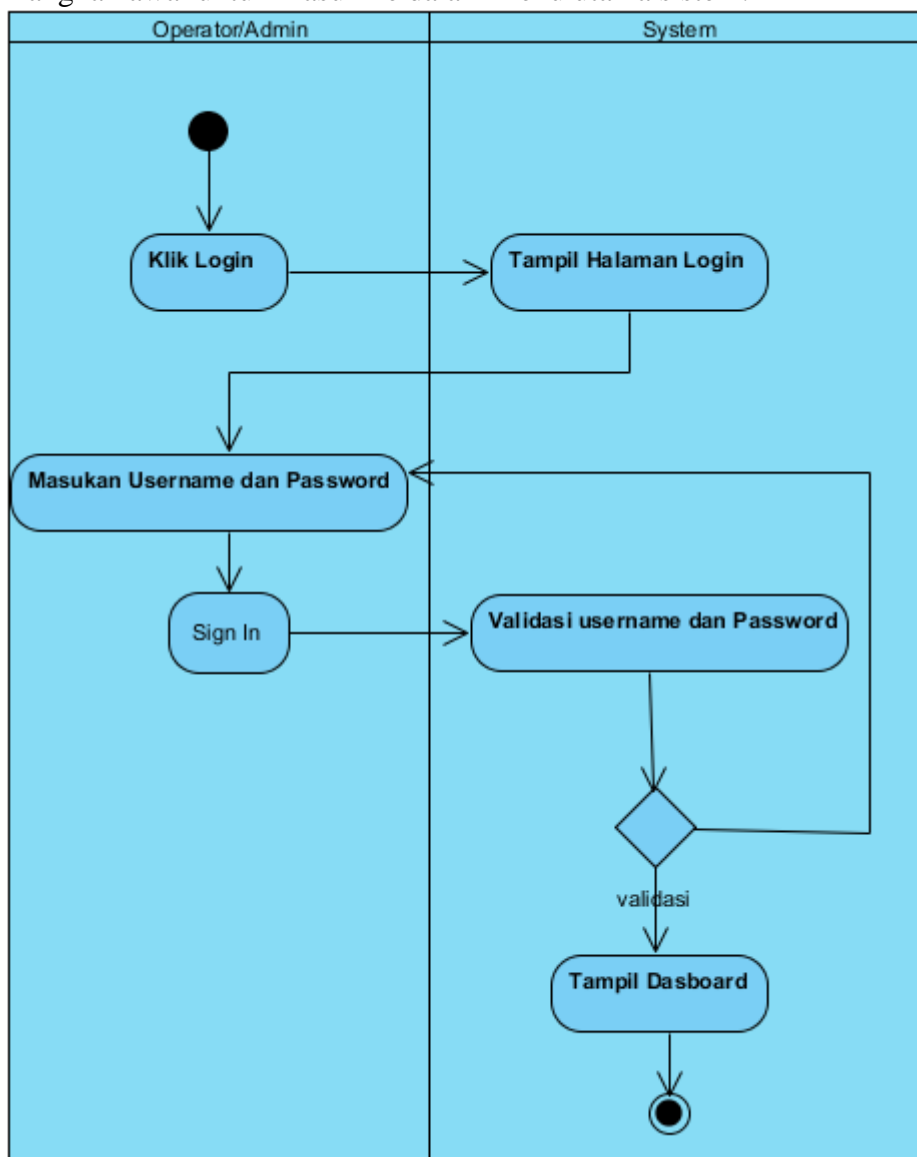 Operator/Admin
System
Klik Login
Tampil Halaman Login
Masukan Username dan Password
Sign In
Validasi username dan Password
validasi
Tampil Dasboard